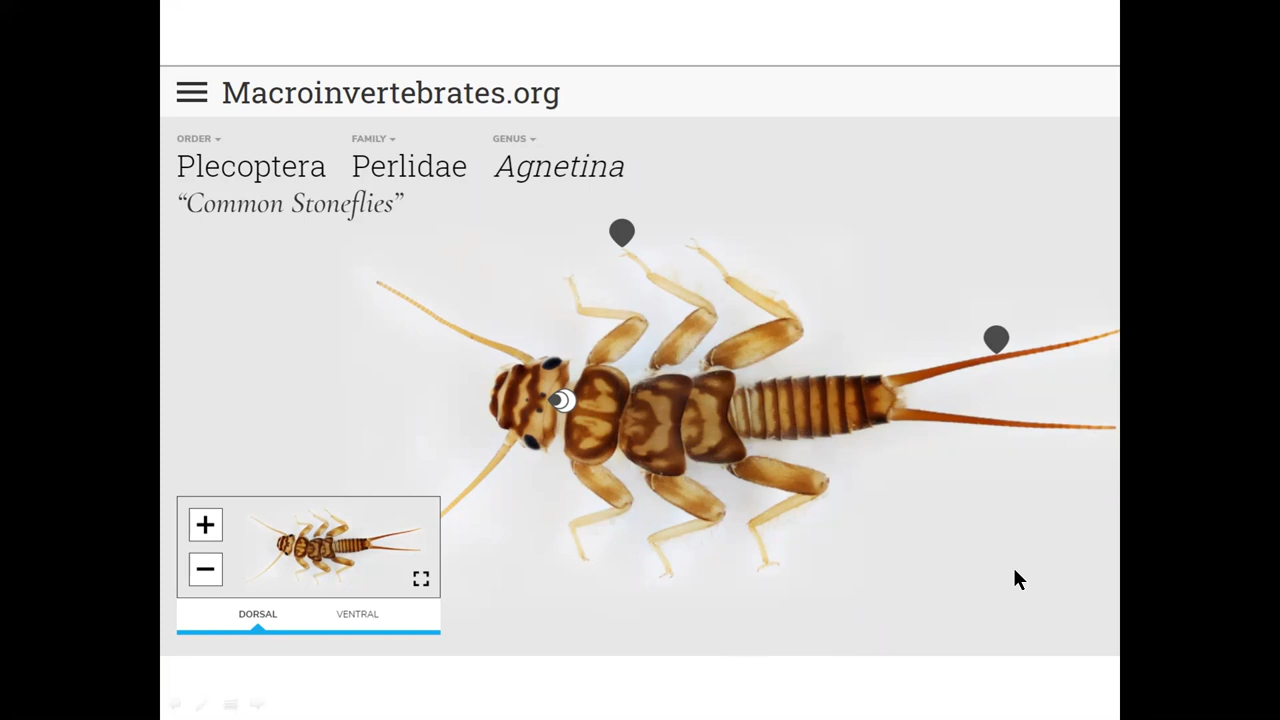 Macroinvertebrates.org
ORDER FAMILY GENUS
Plecoptera Perlidae Agnetina
“Common Stoneflies”
DORSAL VENTRAL